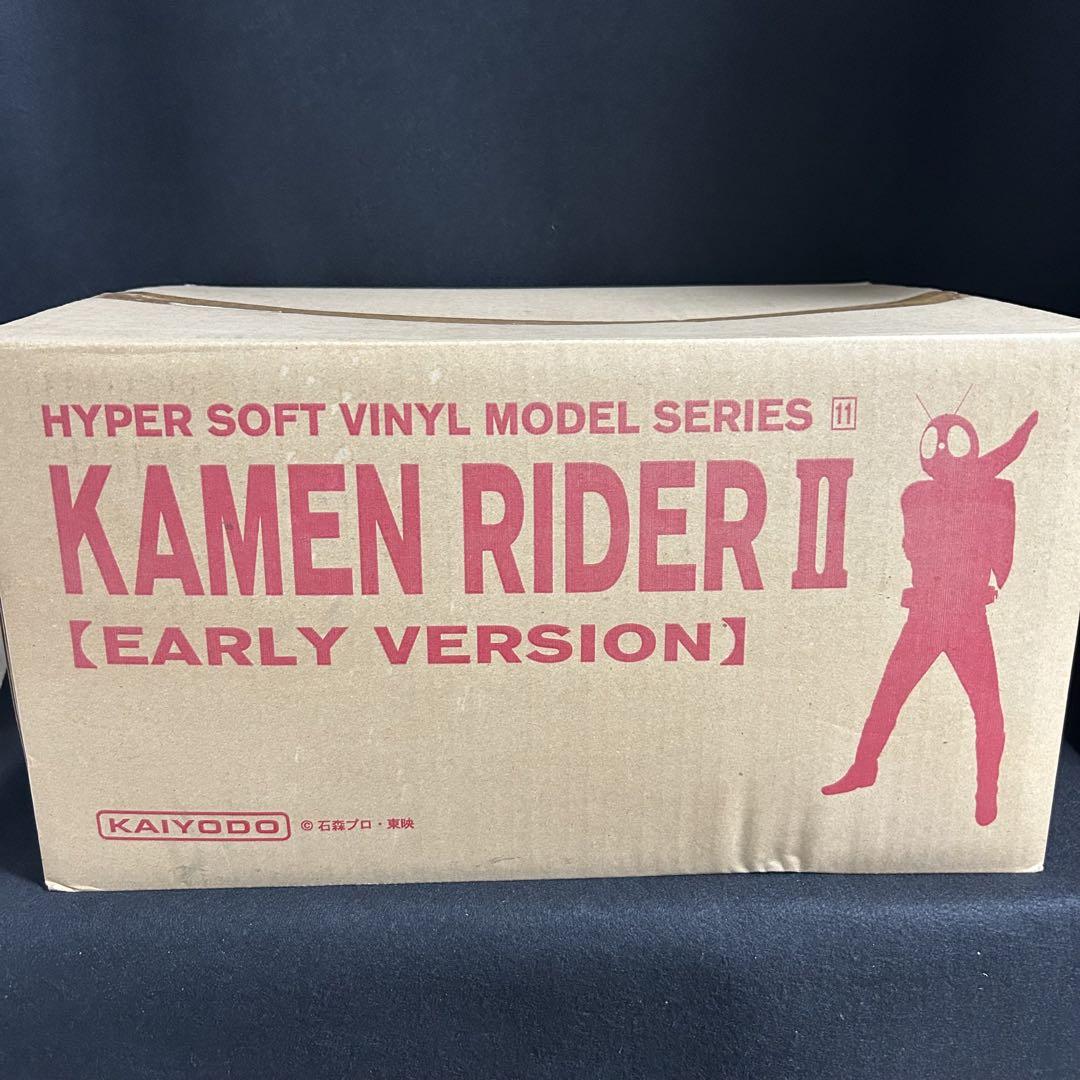 HYPER SOFT VINYL MODEL SERIES 11
KAMEN RIDER II
【EARLY VERSION】
KAIYODO ©石森プロ・東映